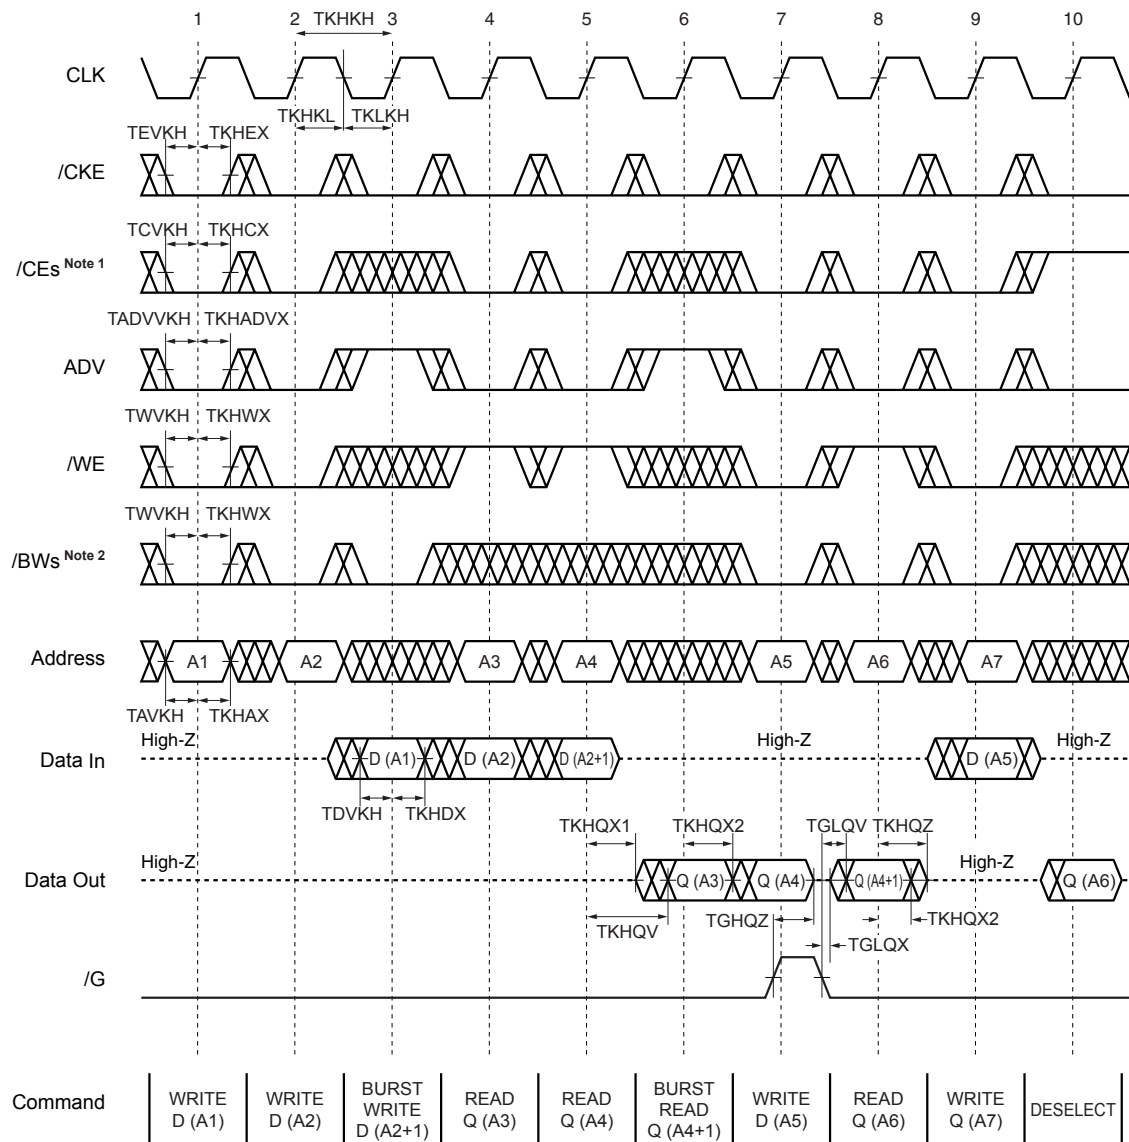 1 2 3 4 5 6 7 8 9 10
TKHKH
CLK
TKHKL TKLKH
TEVKH TKHEX
/CKE
TCVKH TKHCX
/CEs Note 1
TADVVKH TKHADVX
ADV
TWVKH TKHWX
/WE
TWVKH TKHWX
/BWs Note 2
Address A1 A2 A3 A4 A5 A6 A7
TAVKH TKHAX
High-Z High-Z High-Z
Data In D (A1) D (A2) D (A2+1) D (A5)
TDVKH TKHDX
TKHQX1 TKHQX2 TGLQV TKHQZ
High-Z High-Z
Data Out Q (A3) Q (A4) Q (A4+1) Q (A6)
TKHQV TGHQZ TKHQX2
TGLQX
/G
Command
WRITE
D (A1)
WRITE
D (A2)
BURST
WRITE
D (A2+1)
READ
Q (A3)
READ
Q (A4)
BURST
READ
Q (A4+1)
WRITE
D (A5)
READ
Q (A6)
WRITE
Q (A7)
DESELECT